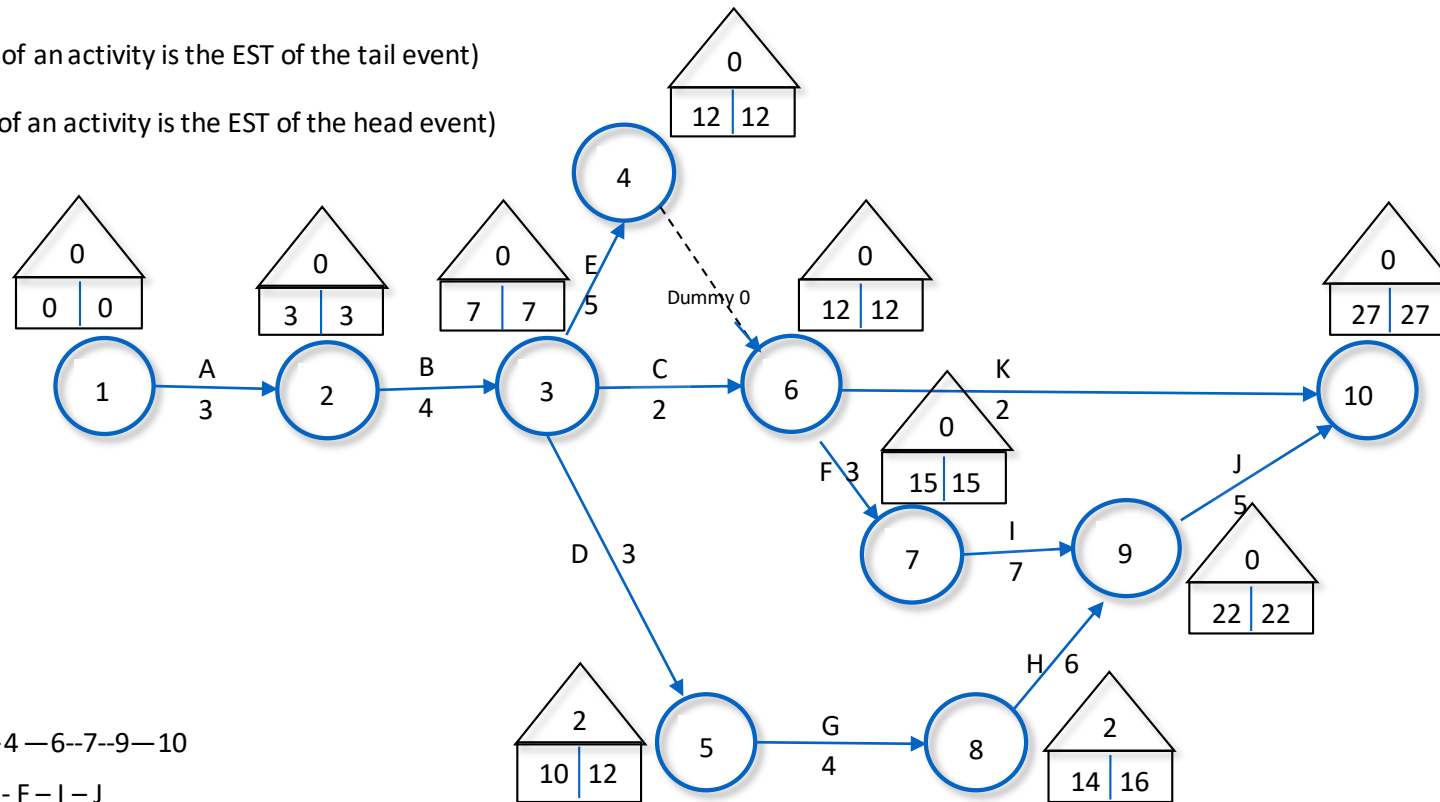 of an activity is the EST of the tail event)
of an activity is the EST of the head event)
0
12 12
4
0
0 0
0
3 3
0
7 7
E
5
Dummy 0
0
12 12
0
27 27
1
A
3
2
B
4
3
C
2
6
K
2
10
0
15 15
F 3
J
5
D 3
7
I
7
9
0
22 22
H 6
2
10 12
5
G
4
8
2
14 16
4 — 6--7--9— 10
- F – I – J